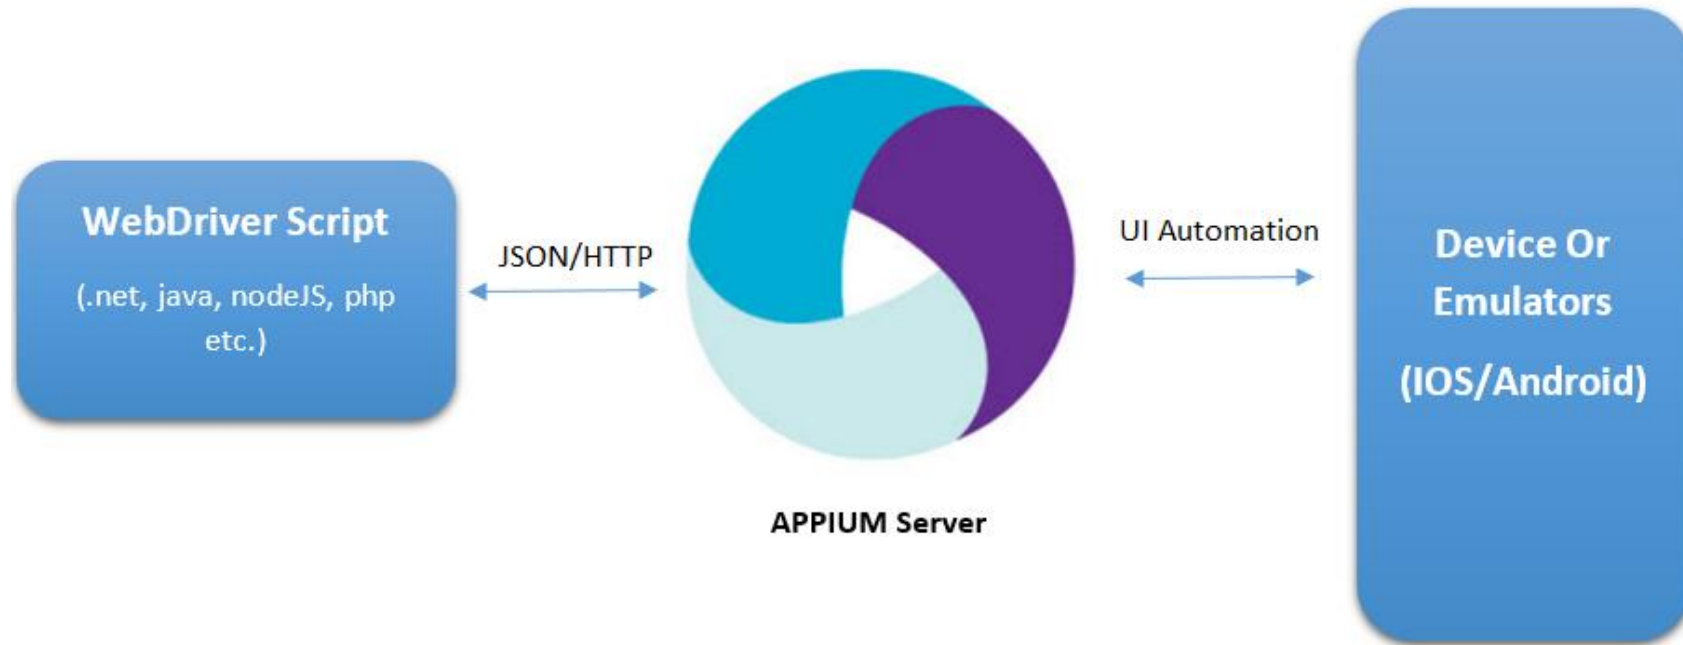 WebDriver Script
(.net, java, nodeJS, php
etc.)
JSON/HTTP
APPIUM Server
UI Automation
Device Or
Emulators
(IOS/Android)